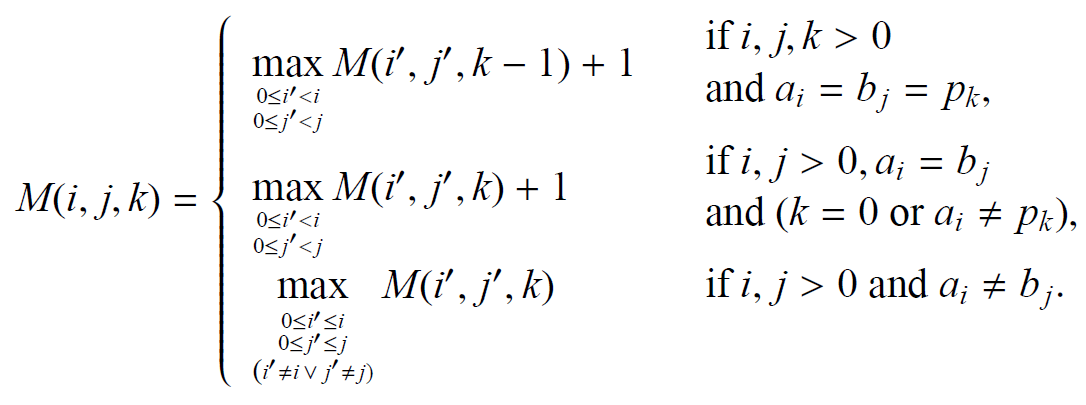 M(i, j, k) = {
max M(i′, j′, k − 1) + 1 if i, j, k > 0
0≤i′<i
0≤j′<j
and a_i = b_j = p_k,
max M(i′, j′, k) + 1 if i, j > 0, a_i = b_j
0≤i′<i
0≤j′<j
and (k = 0 or a_i ≠ p_k),
max M(i′, j′, k) if i, j > 0 and a_i ≠ b_j.
0≤i′≤i
0≤j′≤j
(i′≠i ∨ j′≠j)